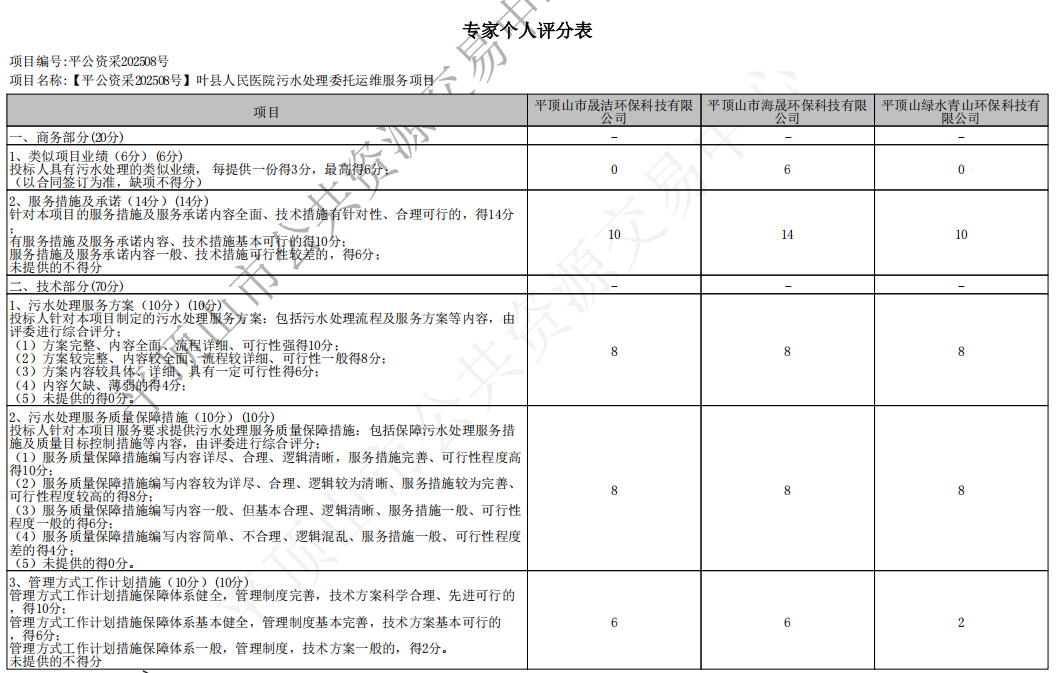 专家个人评分表
项目编号:平公资采202508号
项目名称:【平公资采202508号】叶县人民医院污水处理委托运维服务项目
项目
平顶山市晟洁环保科技有限
公司
平顶山市海晟环保科技有限
公司
平顶山绿水青山环保科技有
限公司
一、商务部分(20分)
-
-
-
1、类似项目业绩（6分）(6分)
投标人具有污水处理的类似业绩， 每提供一份得3分，最高得6分；
（以合同签订为准，缺项不得分）
0
6
0
2、服务措施及承诺（14分）(14分)
针对本项目的服务措施及服务承诺内容全面、技术措施有针对性、合理可行的，得14分
；
有服务措施及服务承诺内容、技术措施基本可行的得10分；
服务措施及服务承诺内容一般、技术措施可行性较差的，得6分；
未提供的不得分
10
14
10
二、技术部分(70分)
-
-
-
1、污水处理服务方案（10分）(10分)
投标人针对本项目制定的污水处理服务方案：包括污水处理流程及服务方案等内容，由
评委进行综合评分；
（1）方案完整、内容全面、流程详细、可行性强得10分；
（2）方案较完整、内容较全面、流程较详细、可行性一般得8分；
（3）方案内容较具体、详细、具有一定可行性得6分；
（4）内容欠缺、薄弱的得4分；
（5）未提供的得0分。
8
8
8
2、污水处理服务质量保障措施（10分）(10分)
投标人针对本项目服务要求提供污水处理服务质量保障措施：包括保障污水处理服务措
施及质量目标控制措施等内容，由评委进行综合评分；
（1）服务质量保障措施编写内容详尽、合理、逻辑清晰，服务措施完善、可行性程度高
得10分；
（2）服务质量保障措施编写内容较为详尽、合理、逻辑较为清晰、服务措施较为完善、
可行性程度较高的得8分；
（3）服务质量保障措施编写内容一般、但基本合理、逻辑清晰、服务措施一般、可行性
程度一般的得6分；
（4）服务质量保障措施编写内容简单、不合理、逻辑混乱、服务措施一般、可行性程度
差的得4分；
（5）未提供的得0分。
8
8
8
3、管理方式工作计划措施（10分）(10分)
管理方式工作计划措施保障体系健全，管理制度完善，技术方案科学合理、先进可行的
，得10分；
管理方式工作计划措施保障体系基本健全，管理制度基本完善，技术方案基本可行的
，得6分；
管理方式工作计划措施保障体系一般，管理制度，技术方案一般的，得2分。
未提供的不得分
6
6
2
平顶山市公共资源交易中
平顶山市公共资源交易中心